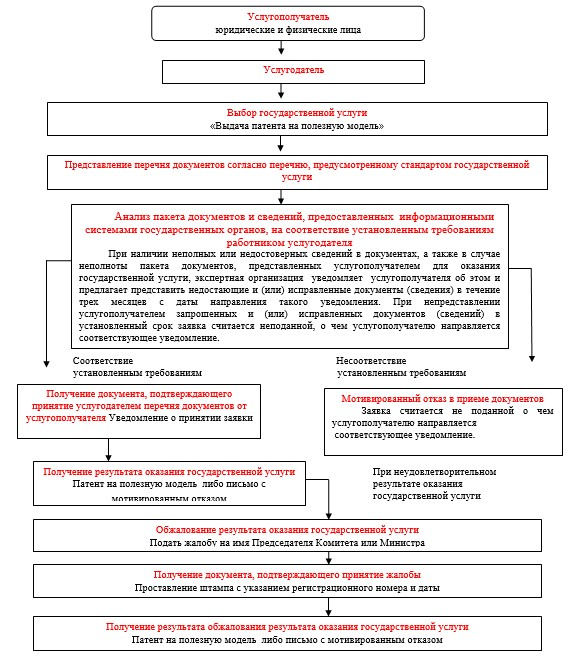 Услугополучатель
юридические и физические лица
Услугодатель
Выбор государственной услуги
«Выдача патента на полезную модель»
Представление перечня документов согласно перечню, предусмотренному стандартом государственной
услуги
Анализ пакета документов и сведений, предоставленных информационными
системами государственных органов, на соответствие установленным требованиям
работником услугодателя
При наличии неполных или недостоверных сведений в документах, а также в случае
неполноты пакета документов, представленных услугополучателем для оказания
государственной услуги, экспертная организация уведомляет услугополучателя об этом и
предлагает представить недостающие и (или) исправленные документы (сведения) в течение
трех месяцев с даты направления такого уведомления. При непредставлении
услугополучателем запрошенных и (или) исправленных документов (сведений) в
установленный срок заявка считается неподанной, о чем услугополучателю направляется
соответствующее уведомление.
Соответствие
установленным требованиям
Несоответствие
установленным требованиям
Получение документа, подтверждающего
принятие услугодателем перечня документов от
услугополучателя Уведомление о принятии заявки
Мотивированный отказ в приеме документов
Заявка считается не поданной о чем
услугополучателю направляется
соответствующее уведомление.
Получение результата оказания государственной услуги
Патент на полезную модель либо письмо с
мотивированным отказом
При неудовлетворительном
результате оказания
государственной услуги
Обжалование результата оказания государственной услуги
Подать жалобу на имя Председателя Комитета или Министра
Получение документа, подтверждающего принятие жалобы
Проставление штампа с указанием регистрационного номера и даты
Получение результата обжалования результата оказания государственной услуги
Патент на полезную модель либо письмо с мотивированным отказом